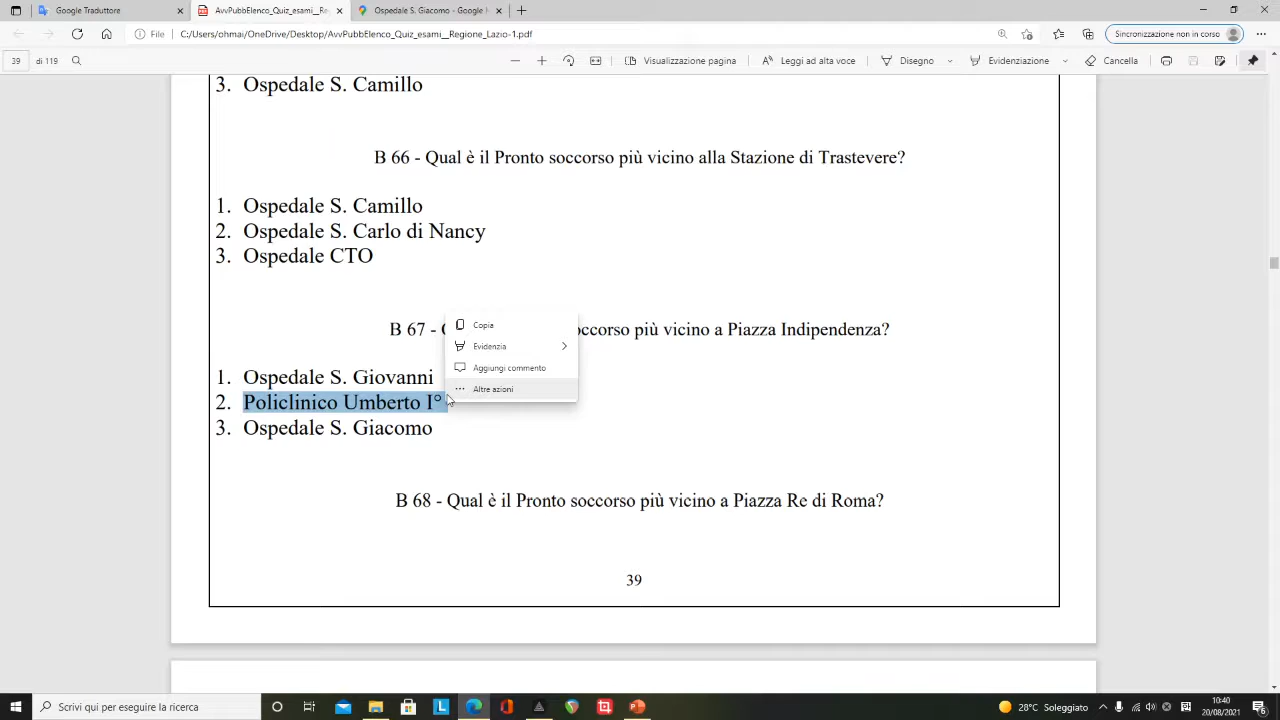 Google Traduttore
AvvPubbElenco_Quiz_esami__Re
Ospedale S. Giacomo - Google
File
C:/Users/ohmai/OneDrive/Desktop/AvvPubbElenco_Quiz_esami__Regione_Lazio-1.pdf
Sincronizzazione non in corso
39 di 119
Visualizzazione pagina
Leggi ad alta voce
Disegno
Evidenziazione
Cancella
3. Ospedale S. Camillo
B 66 - Qual è il Pronto soccorso più vicino alla Stazione di Trastevere?
1. Ospedale S. Camillo
2. Ospedale S. Carlo di Nancy
3. Ospedale CTO
B 67 - occorso più vicino a Piazza Indipendenza?
Copia
Evidenzia
Aggiungi commento
Altre azioni
1. Ospedale S. Giovanni
2. Policlinico Umberto I°
3. Ospedale S. Giacomo
B 68 - Qual è il Pronto soccorso più vicino a Piazza Re di Roma?
39
Scrivi qui per eseguire la ricerca
28°C Soleggiato
10:40
20/08/2021